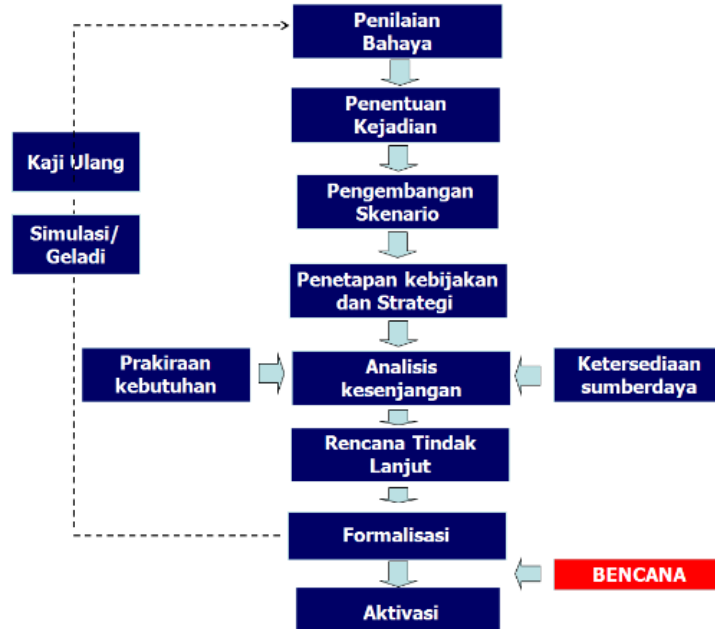 Penilaian
Bahaya
Penentuan
Kejadian
Kaji Ulang
Pengembangan
Skenario
Simulasi/
Geladi
Penetapan kebijakan
dan Strategi
Prakiraan
kebutuhan
Analisis
kesenjangan
Ketersediaan
sumberdaya
Rencana Tindak
Lanjut
Formalisasi
BENCANA
Aktivasi